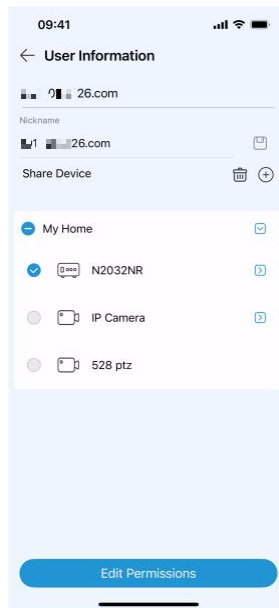 09:41
User Information
26.com
Nickname
26.com
Share Device
My Home
N2032NR
IP Camera
528 ptz
Edit Permissions